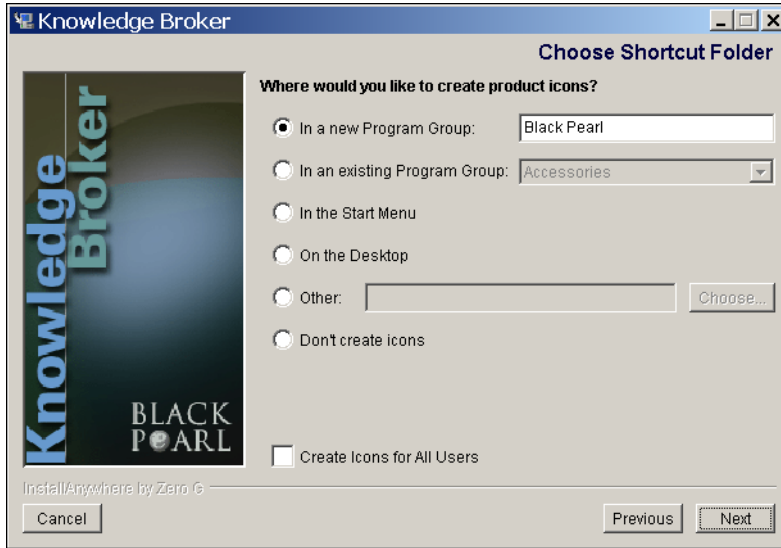 Knowledge Broker
Choose Shortcut Folder
Where would you like to create product icons?
In a new Program Group: Black Pearl
In an existing Program Group: Accessories
In the Start Menu
On the Desktop
Other: Choose...
Don't create icons
Create Icons for All Users
Knowledge
Broker
BLACK
PeARL
InstallAnywhere by Zero G
Cancel Previous Next